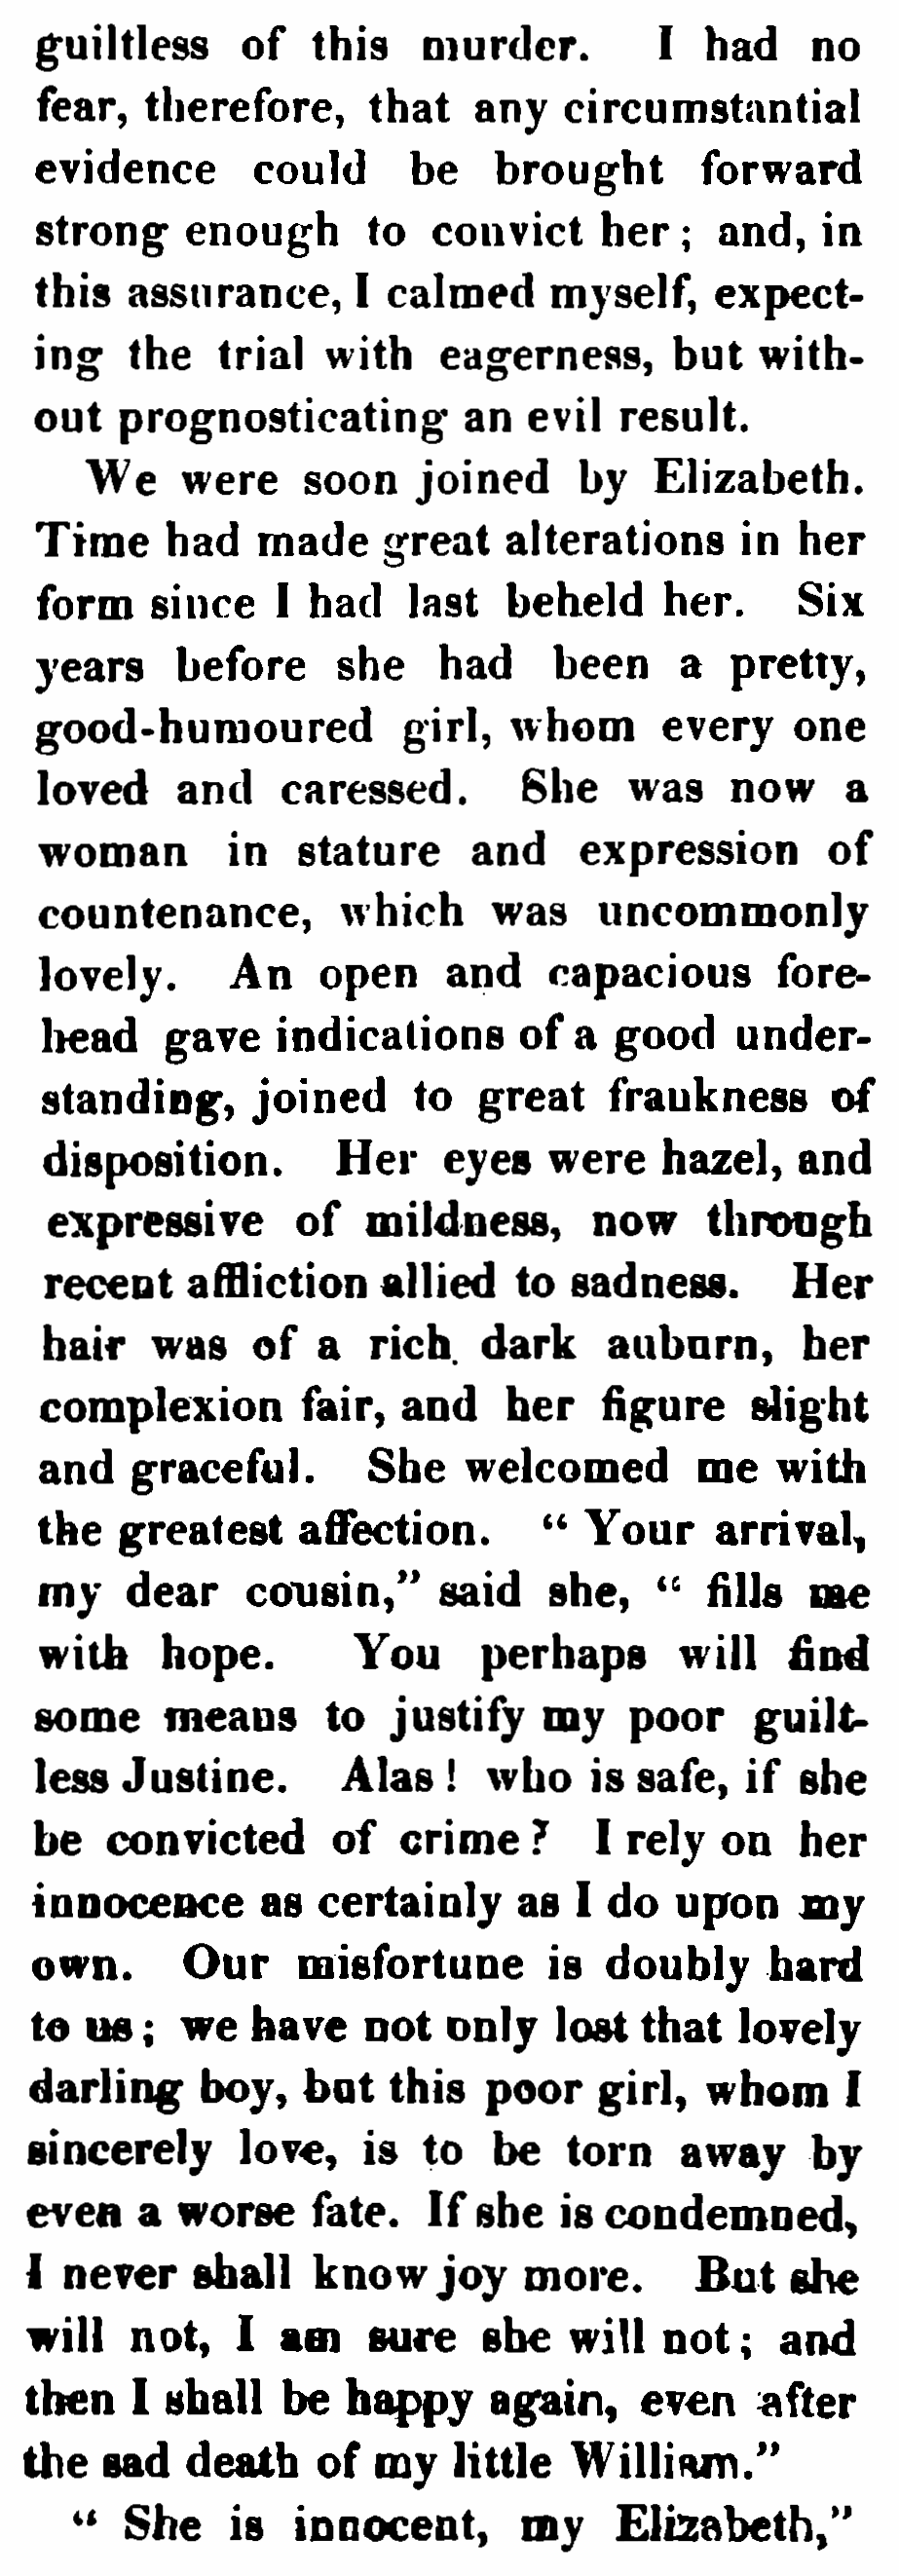 guiltless of this murder. I had no
fear, therefore, that any circumstantial
evidence could be brought forward
strong enough to convict her; and, in
this assurance, I calmed myself, expect-
ing the trial with eagerness, but with-
out prognosticating an evil result.
We were soon joined by Elizabeth.
Time had made great alterations in her
form since I had last beheld her. Six
years before she had been a pretty,
good-humoured girl, whom every one
loved and caressed. She was now a
woman in stature and expression of
countenance, which was uncommonly
lovely. An open and capacious fore-
head gave indications of a good under-
standing, joined to great frankness of
disposition. Her eyes were hazel, and
expressive of mildness, now through
recent affliction allied to sadness. Her
hair was of a rich dark auburn, her
complexion fair, and her figure slight
and graceful. She welcomed me with
the greatest affection. "Your arrival,
my dear cousin," said she, "fills me
with hope. You perhaps will find
some means to justify my poor guilt-
less Justine. Alas! who is safe, if she
be convicted of crime? I rely on her
innocence as certainly as I do upon my
own. Our misfortune is doubly hard
to us; we have not only lost that lovely
darling boy, but this poor girl, whom I
sincerely love, is to be torn away by
even a worse fate. If she is condemned,
I never shall know joy more. But she
will not, I am sure she will not; and
then I shall be happy again, even after
the sad death of my little William."
"She is innocent, my Elizabeth,"